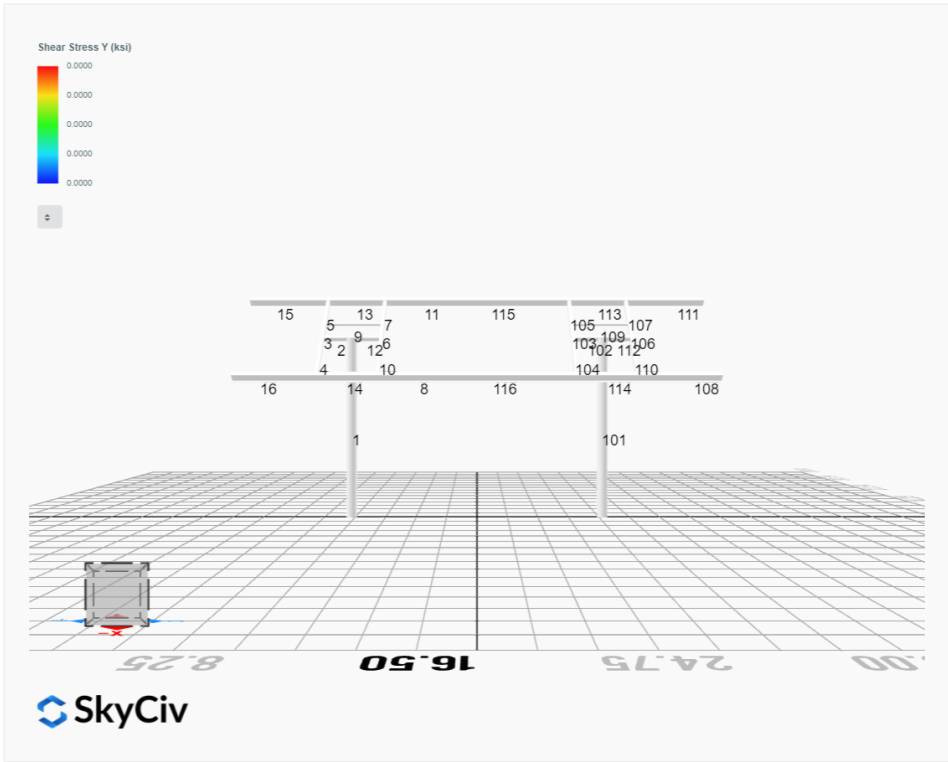 Shear Stress Y (ksi)
0.0000
0.0000
0.0000
0.0000
0.0000
15 13 11 115 113 111
5 7 105 107
9 109
3 6 103 106
2 12 102 112
4 10 104 110
16 14 8 116 114 108
1 101
-X
8.25 16.50 24.75
SkyCiv